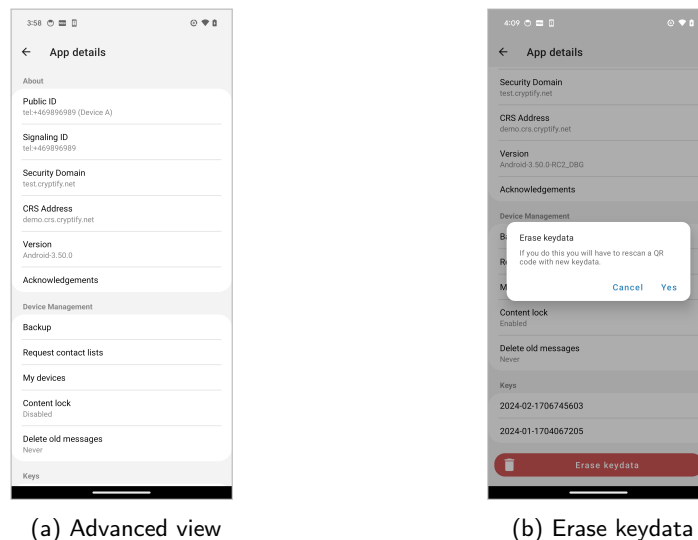 3:58
App details
About
Public ID
tel:+469896989 (Device A)
Signaling ID
tel:+469896989
Security Domain
test.cryptify.net
CRS Address
demo.crs.cryptify.net
Version
Android-3.50.0
Acknowledgements
Device Management
Backup
Request contact lists
My devices
Content lock
Disabled
Delete old messages
Never
Keys
(a) Advanced view
4:09
App details
Security Domain
test.cryptify.net
CRS Address
demo.crs.cryptify.net
Version
Android-3.50.0-RC2_DBG
Acknowledgements
Device Management
Erase keydata
If you do this you will have to rescan a QR
code with new keydata.
Cancel Yes
Content lock
Enabled
Delete old messages
Never
Keys
2024-02-1706745603
2024-01-1704067205
Erase keydata
(b) Erase keydata